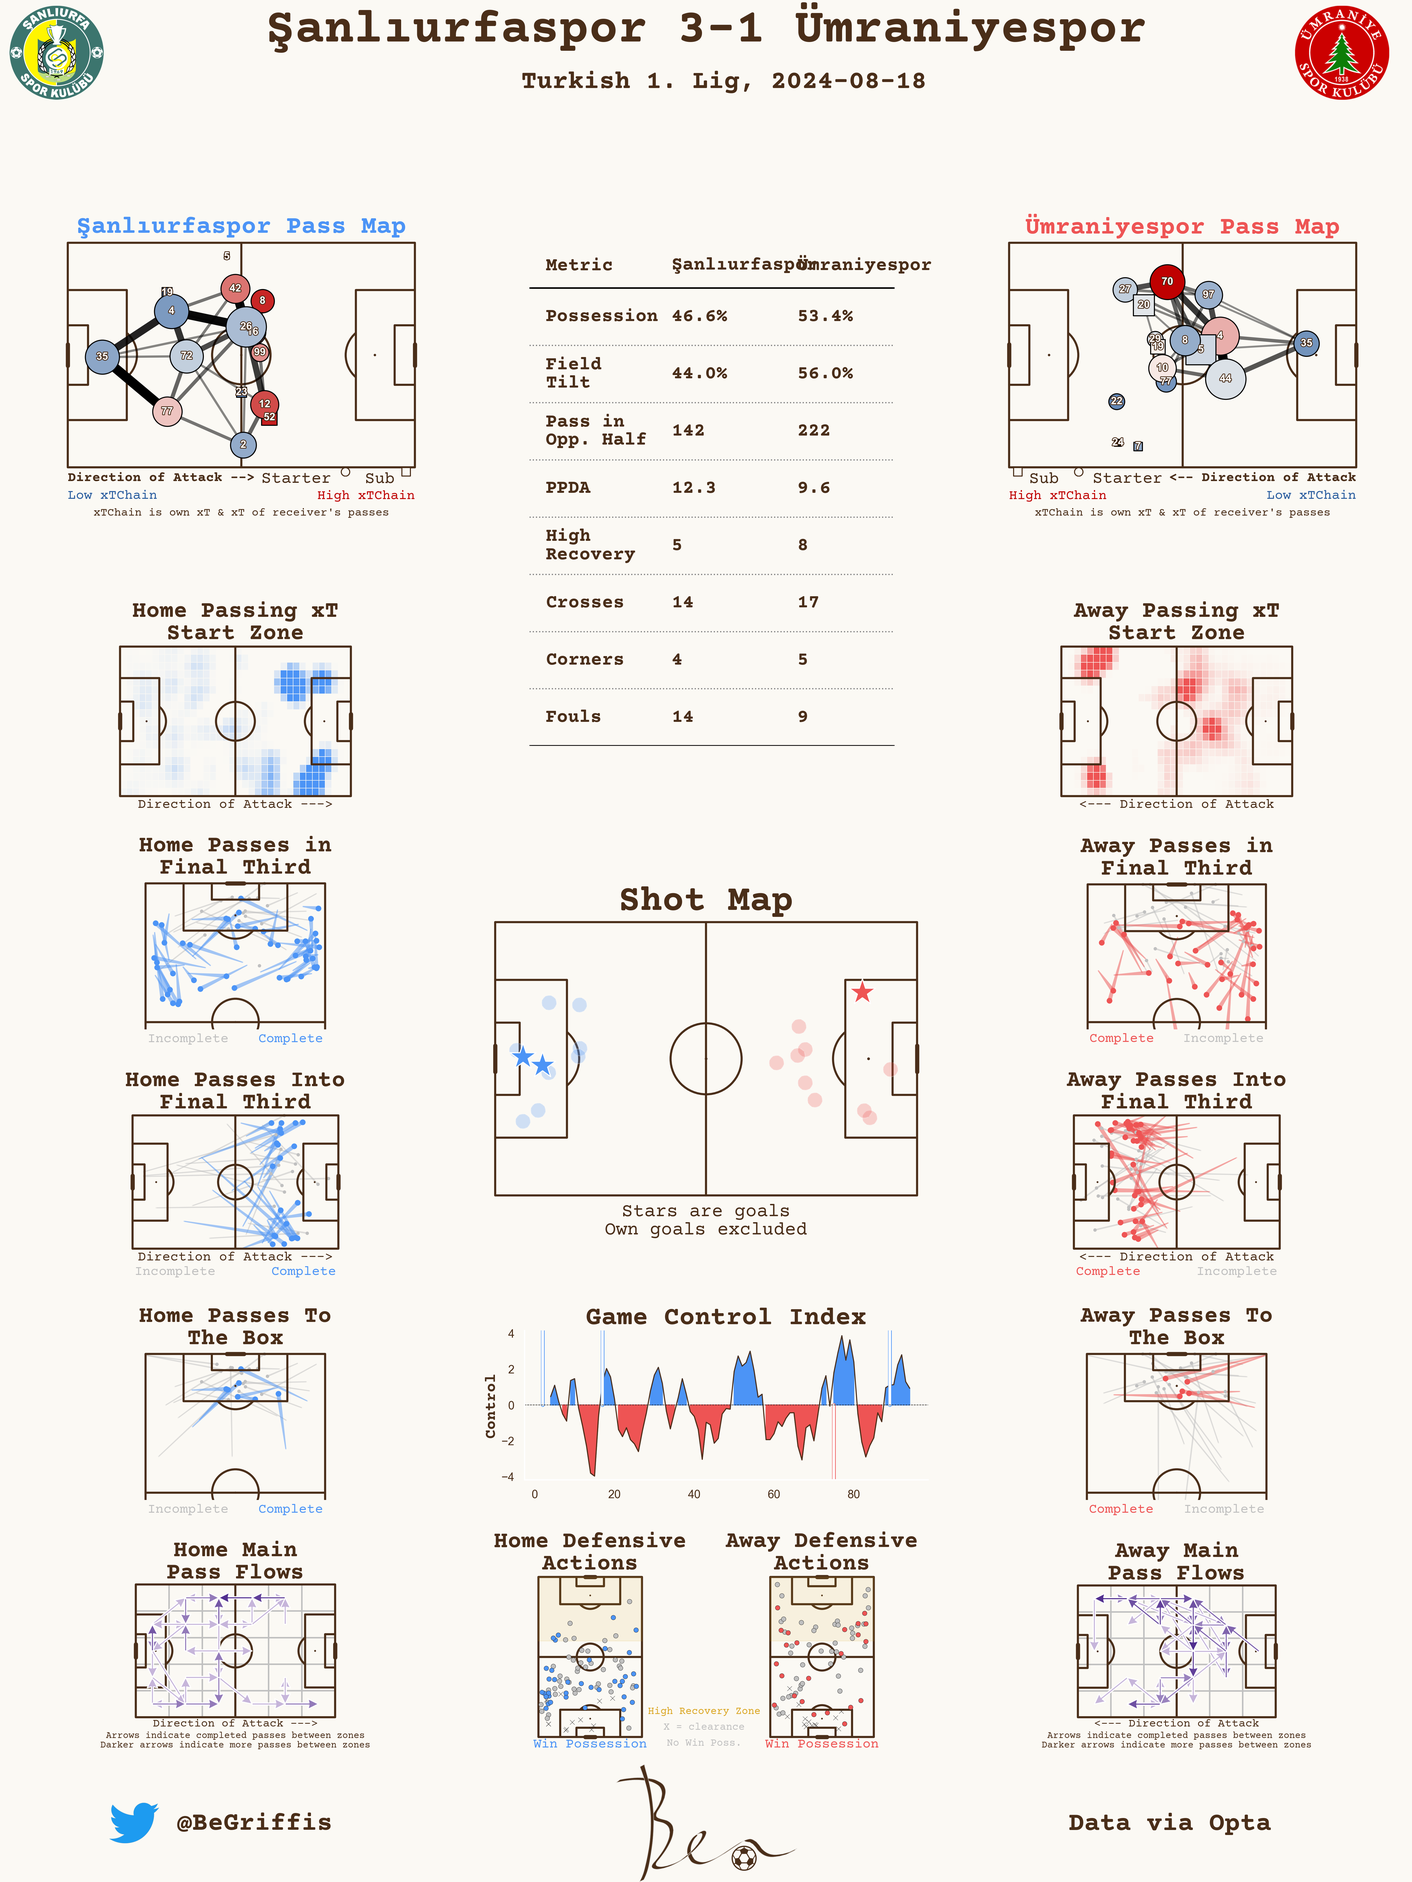 Şanlıurfaspor 3-1 Ümraniyespor
Turkish 1. Lig, 2024-08-18
ŞANLIURFA
SPOR KULÜBÜ
ÜMRANİYE
1938
SPOR KULÜBÜ
Şanlıurfaspor Pass Map
5
19
42
8
4
26
16
35
72
99
23
77
12
52
2
Direction of Attack --> Starter Sub
Low xTChain High xTChain
xTChain is own xT & xT of receiver's passes
Metric Şanlıurfaspor Ümraniyespor
Possession 46.6% 53.4%
Field
Tilt 44.0% 56.0%
Pass in
Opp. Half 142 222
PPDA 12.3 9.6
High
Recovery 5 8
Crosses 14 17
Corners 4 5
Fouls 14 9
Ümraniyespor Pass Map
70
27
97
20
29
19
8
4
5
35
10
77
44
22
24
7
Sub Starter <-- Direction of Attack
High xTChain Low xTChain
xTChain is own xT & xT of receiver's passes
Home Passing xT
Start Zone
Direction of Attack --->
Away Passing xT
Start Zone
<--- Direction of Attack
Home Passes in
Final Third
Incomplete Complete
Away Passes in
Final Third
Complete Incomplete
Shot Map
Stars are goals
Own goals excluded
Home Passes Into
Final Third
Direction of Attack --->
Incomplete Complete
Away Passes Into
Final Third
<--- Direction of Attack
Complete Incomplete
Home Passes To
The Box
Incomplete Complete
Game Control Index
Control
4
2
0
−2
−4
0 20 40 60 80
Away Passes To
The Box
Complete Incomplete
Home Main
Pass Flows
Direction of Attack --->
Arrows indicate completed passes between zones
Darker arrows indicate more passes between zones
Home Defensive
Actions
Win Possession
High Recovery Zone
X = clearance
No Win Poss.
Away Defensive
Actions
Win Possession
Away Main
Pass Flows
<--- Direction of Attack
Arrows indicate completed passes between zones
Darker arrows indicate more passes between zones
@BeGriffis
Ben
Data via Opta